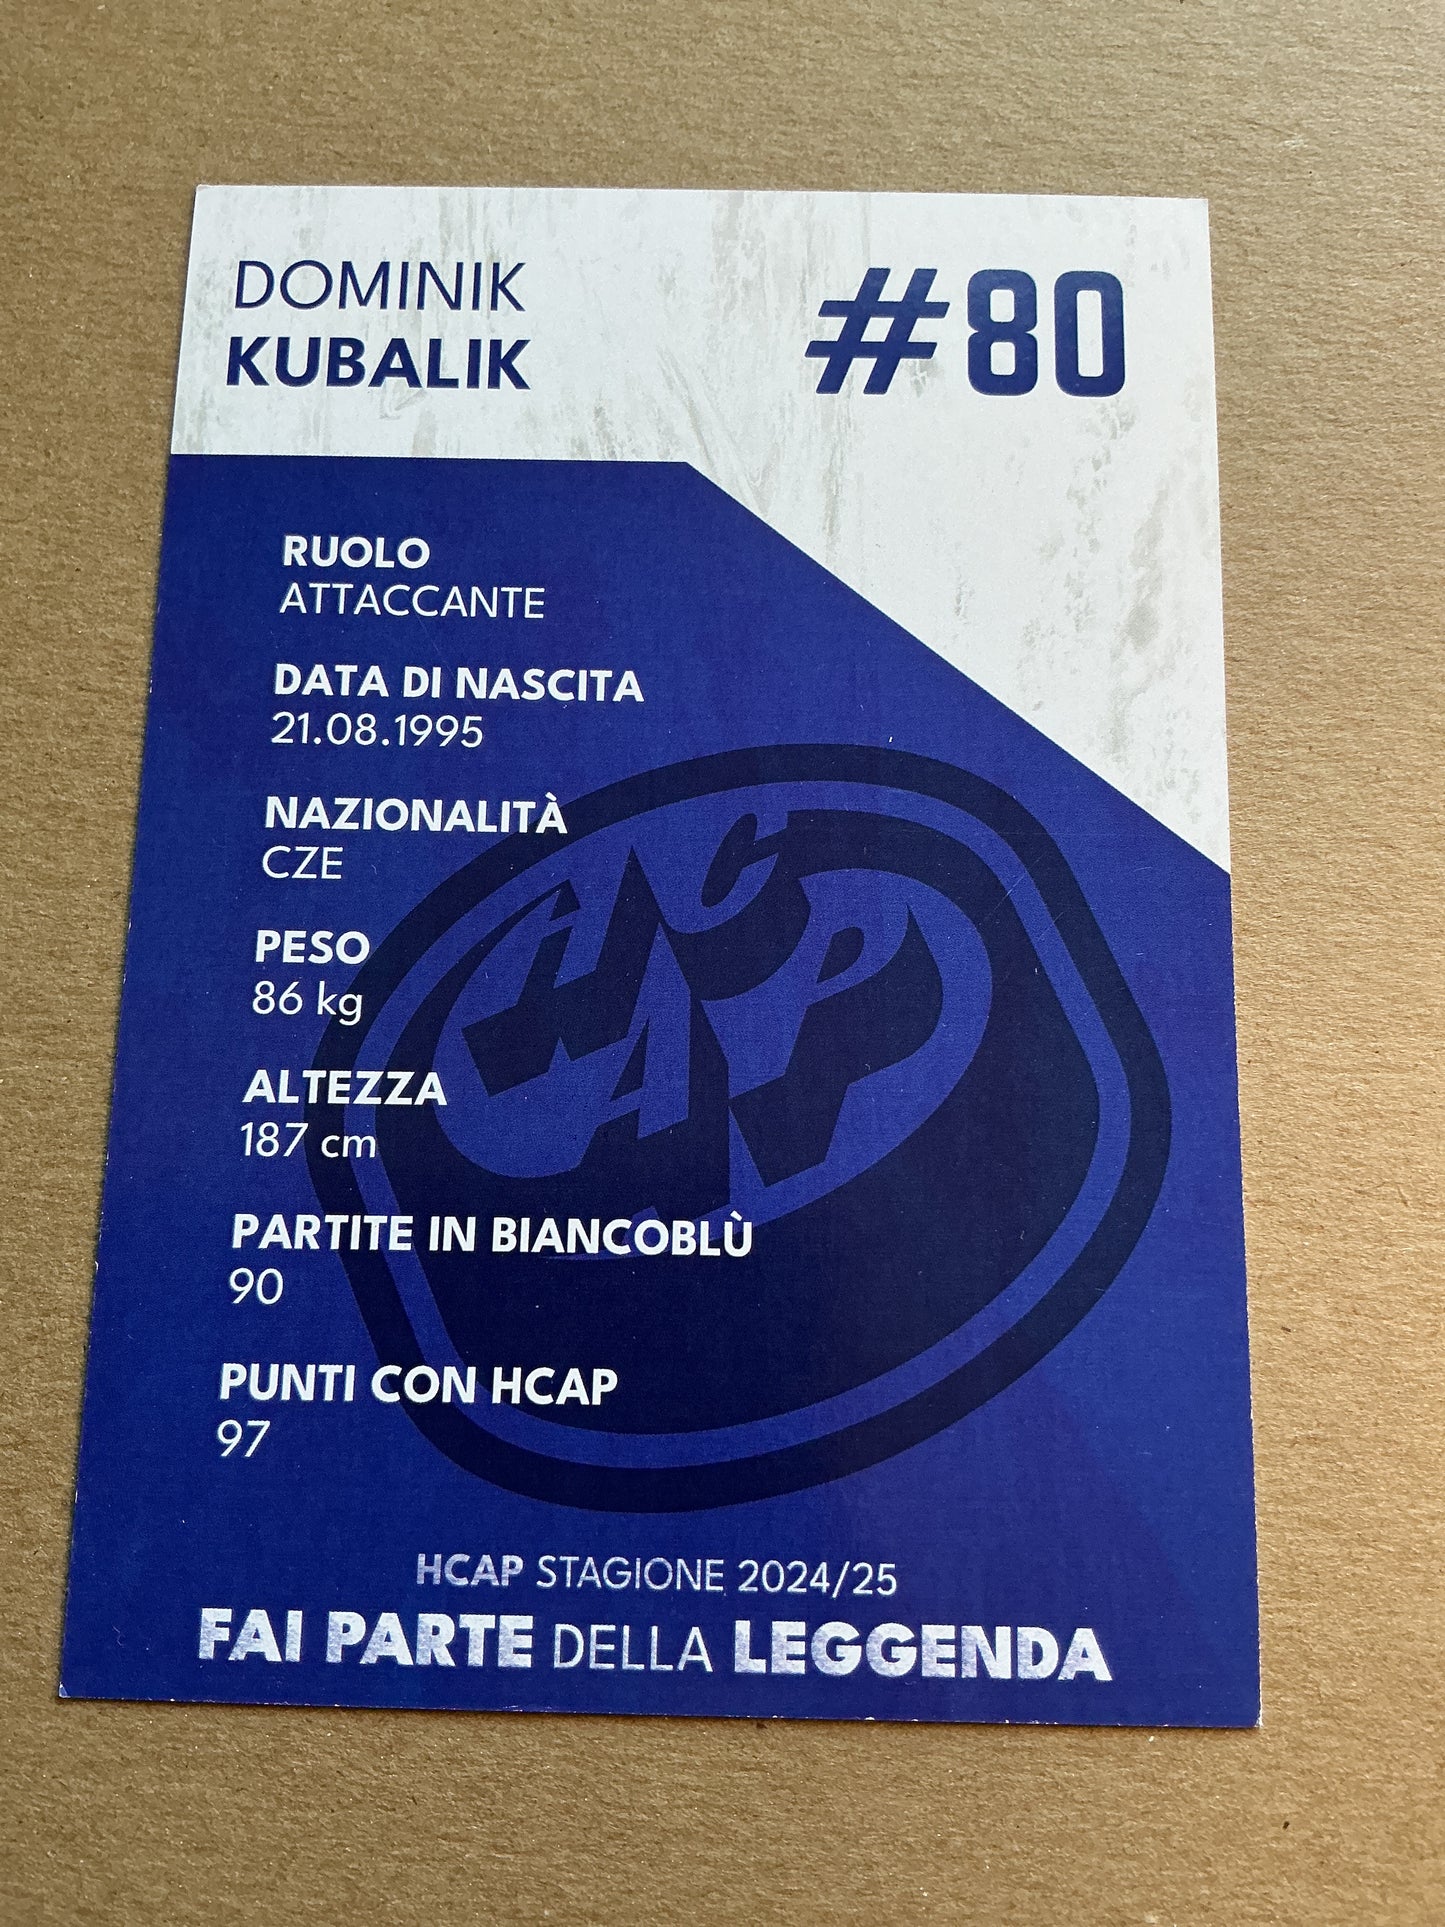 DOMINIK
KUBALIK
#80
RUOLO
ATTACCANTE
DATA DI NASCITA
21.08.1995
NAZIONALITÀ
CZE
PESO
86 kg
ALTEZZA
187 cm
PARTITE IN BIANCOBLÙ
90
PUNTI CON HCAP
97
HCAP
HCAP STAGIONE 2024/25
FAI PARTE DELLA LEGGENDA